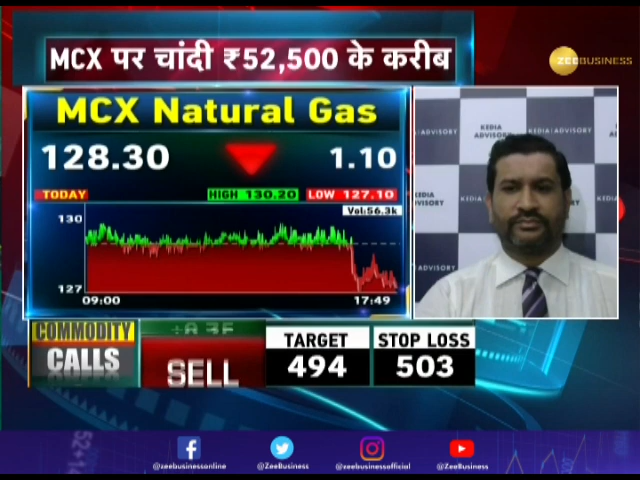 MCX पर चांदी ₹52,500 के करीब
ZEEBUSINESS
MCX Natural Gas
128.30
1.10
TODAY
HIGH 130.20
LOW 127.10
Vol:56.3k
130
127
09:00
17:49
KEDIA ADVISORY
COMMODITY
CALLS
SELL
TARGET
494
STOP LOSS
503
@zeebusinessonline
@ZeeBusiness
@zeebusinessofficial
@ZeeBusiness